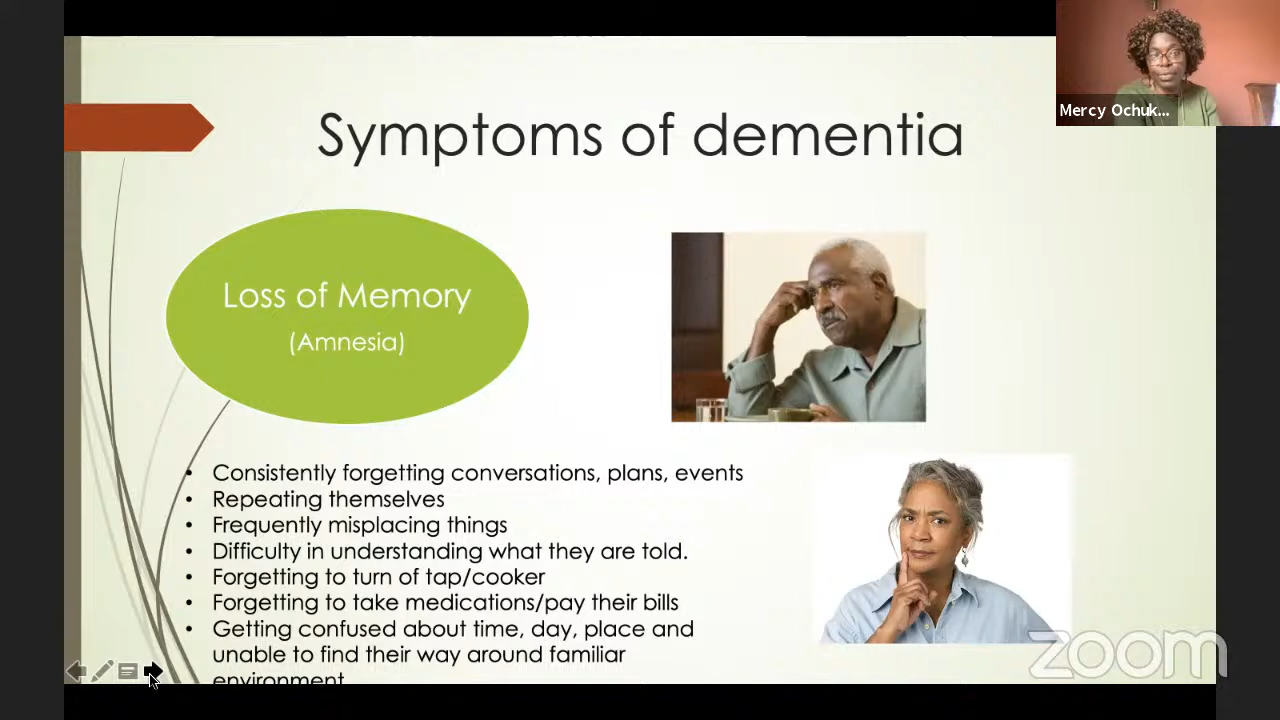 Mercy Ochuk...
Symptoms of dementia
Loss of Memory
(Amnesia)
• Consistently forgetting conversations, plans, events
• Repeating themselves
• Frequently misplacing things
• Difficulty in understanding what they are told.
• Forgetting to turn of tap/cooker
• Forgetting to take medications/pay their bills
• Getting confused about time, day, place and
unable to find their way around familiar
environment
zoom